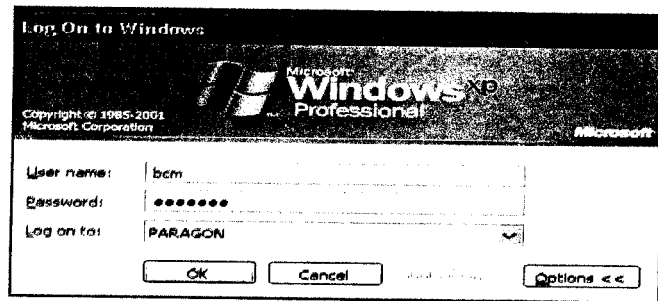 Log On to Windows
Microsoft
Windows xp
Professional
Copyright © 1985-2001
Microsoft Corporation
Microsoft
User name: bcm
Password: •••••••
Log on to: PARAGON
OK Cancel Options <<